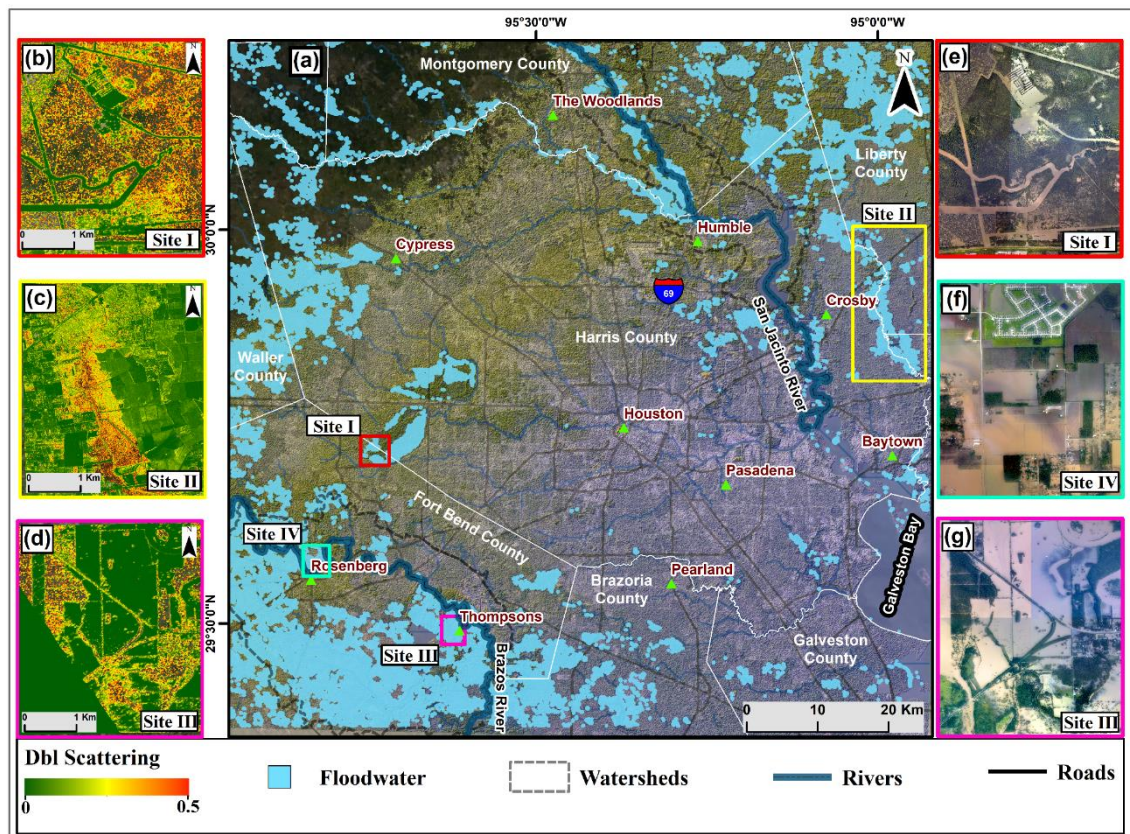 95°30'0"W
95°0'0"W
(b)
N
0
1 Km
Site I
(c)
N
0
1 Km
Site II
(d)
N
0
1 Km
Site III
30°0'0"N
29°30'0"N
(a)
N
Montgomery County
The Woodlands
Liberty
County
Site II
Humble
Cypress
69
Crosby
San Jacinto River
Harris County
Waller
County
Houston
Site I
Baytown
Pasadena
Fort Bend County
Site IV
Rosenberg
Pearland
Brazoria
County
Galveston Bay
Thompsons
Site III
Galveston
County
Brazos River
0
10
20 Km
(e)
Site I
(f)
Site IV
(g)
Site III
Dbl Scattering
0
0.5
Floodwater
Watersheds
Rivers
Roads